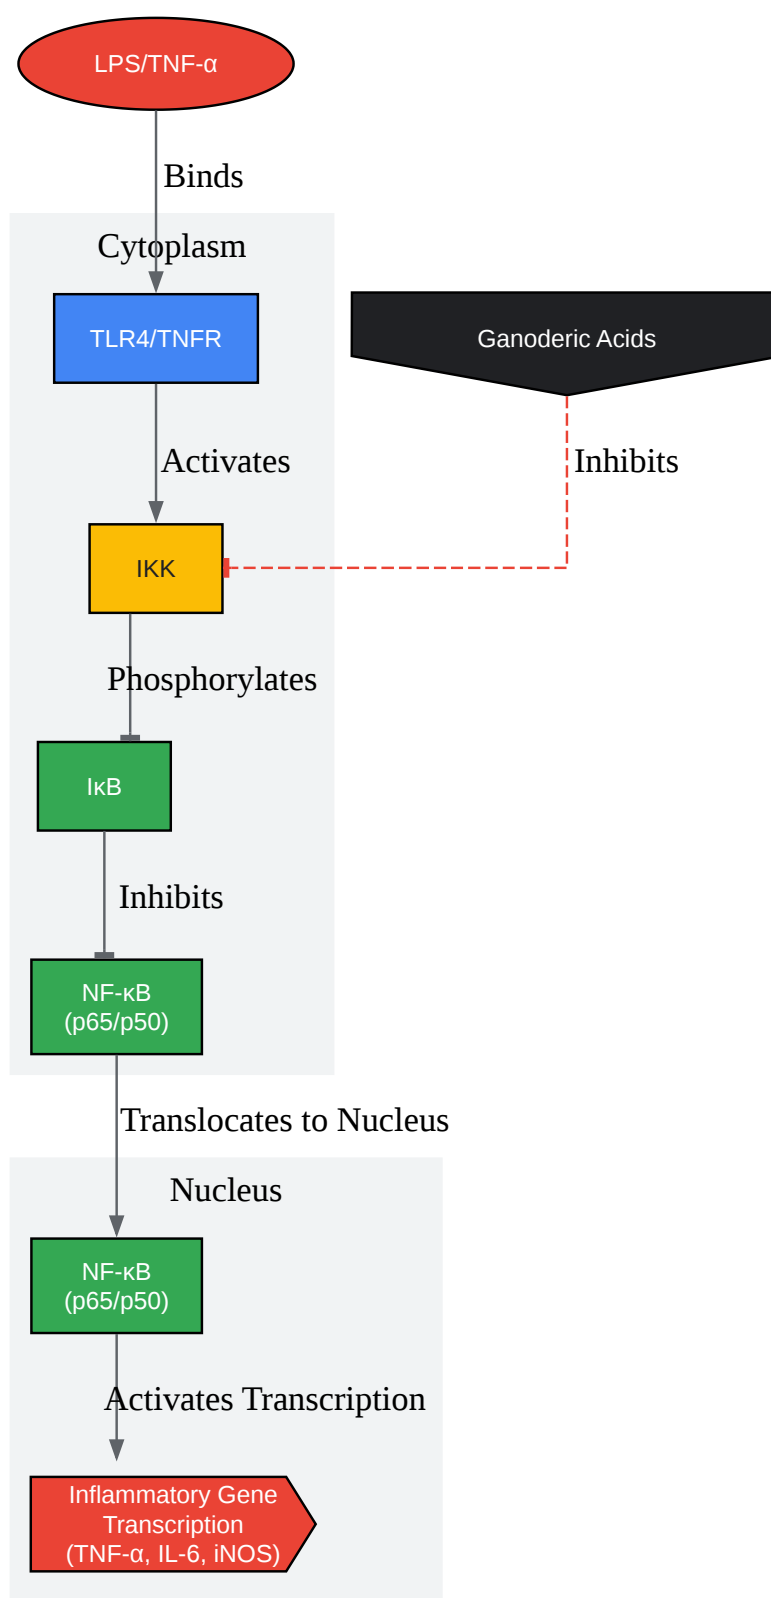 LPS/TNF-α
Binds
Cytoplasm
TLR4/TNFR
Ganoderic Acids
Activates
Inhibits
IKK
Phosphorylates
IκB
Inhibits
NF-κB
(p65/p50)
Translocates to Nucleus
Nucleus
NF-κB
(p65/p50)
Activates Transcription
Inflammatory Gene
Transcription
(TNF-α, IL-6, iNOS)